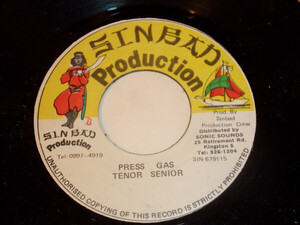 SINBAD
Production
SINBAD
Production
Tel:0997-4919
Prod. By
Sinbad
Production Crew
Distributed by
SONIC SOUNDS
25 Retirement Rd.
Kingston 5
Tel: 926-1204
SIN 679115
PRESS GAS
TENOR SENIOR
UNAUTHORISED COPYING OF THIS RECORD IS STRICTLY PROHIBITED